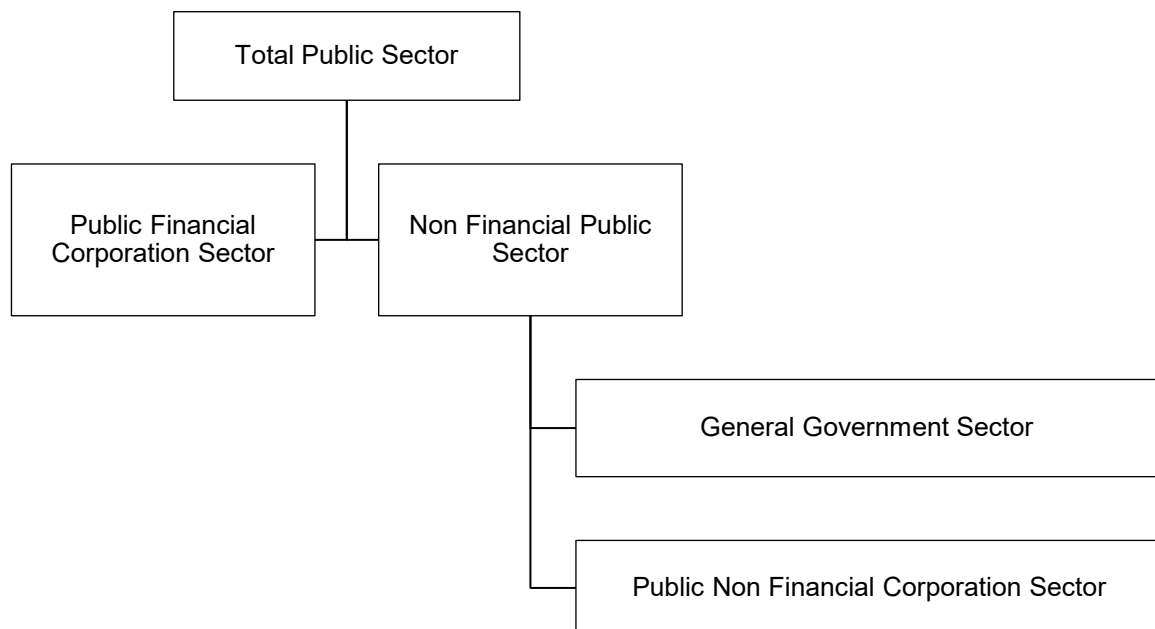 Total Public Sector
Public Financial
Corporation Sector
Non Financial Public
Sector
General Government Sector
Public Non Financial Corporation Sector